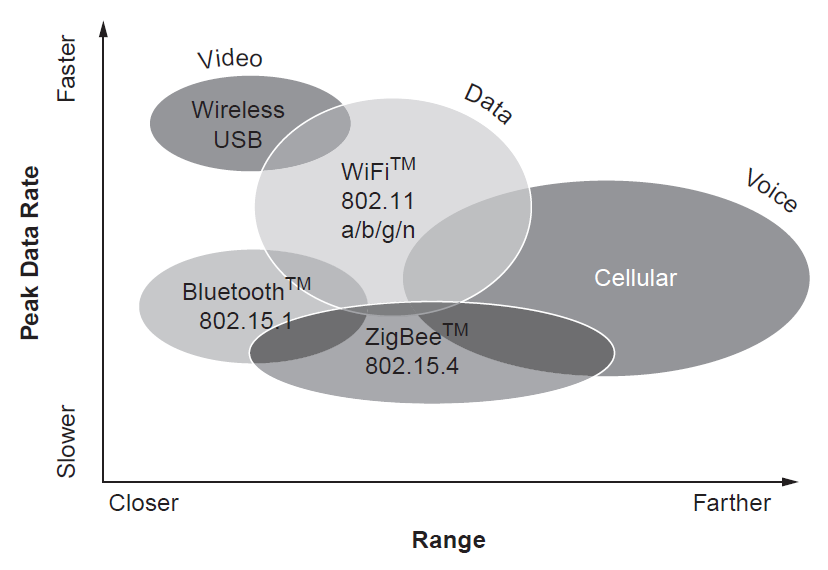 Faster
Video
Wireless
USB
Data
WiFi™
802.11
a/b/g/n
Voice
Cellular
Peak Data Rate
Bluetooth™
802.15.1
ZigBee™
802.15.4
Slower
Closer
Farther
Range